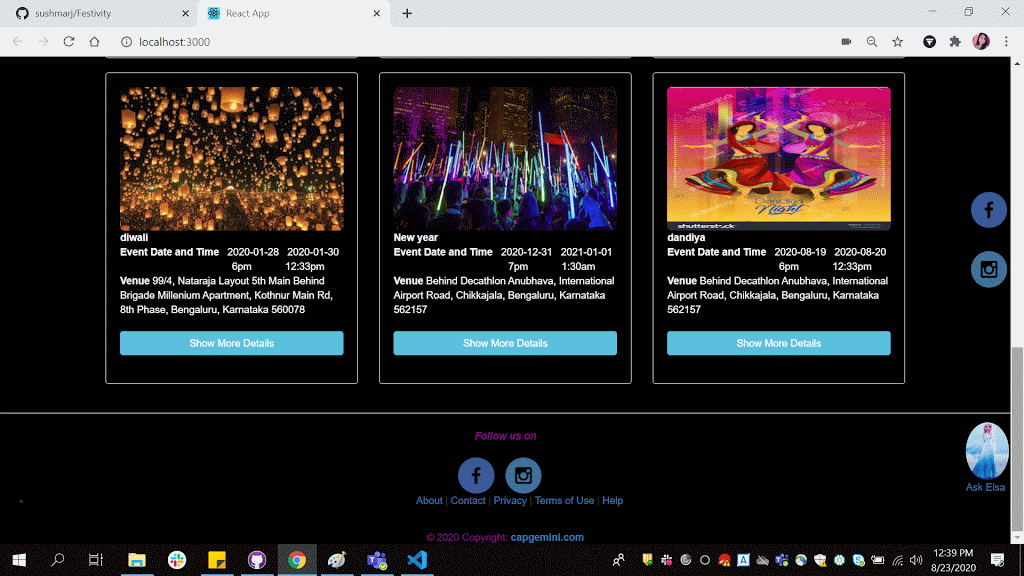 sushmarj/Festivity
React App
localhost:3000
diwali
Event Date and Time 2020-01-28 2020-01-30
6pm 12:33pm
Venue 99/4, Nataraja Layout 5th Main Behind
Brigade Millenium Apartment, Kothnur Main Rd,
8th Phase, Bengaluru, Karnataka 560078
Show More Details
New year
Event Date and Time 2020-12-31 2021-01-01
7pm 1:30am
Venue Behind Decathlon Anubhava, International
Airport Road, Chikkajala, Bengaluru, Karnataka
562157
Show More Details
Night
shutterstock
dandiya
Event Date and Time 2020-08-19 2020-08-20
6pm 12:33pm
Venue Behind Decathlon Anubhava, International
Airport Road, Chikkajala, Bengaluru, Karnataka
562157
Show More Details
Follow us on
About | Contact | Privacy | Terms of Use | Help
Ask Elsa
© 2020 Copyright: capgemini.com
12:39 PM
8/23/2020